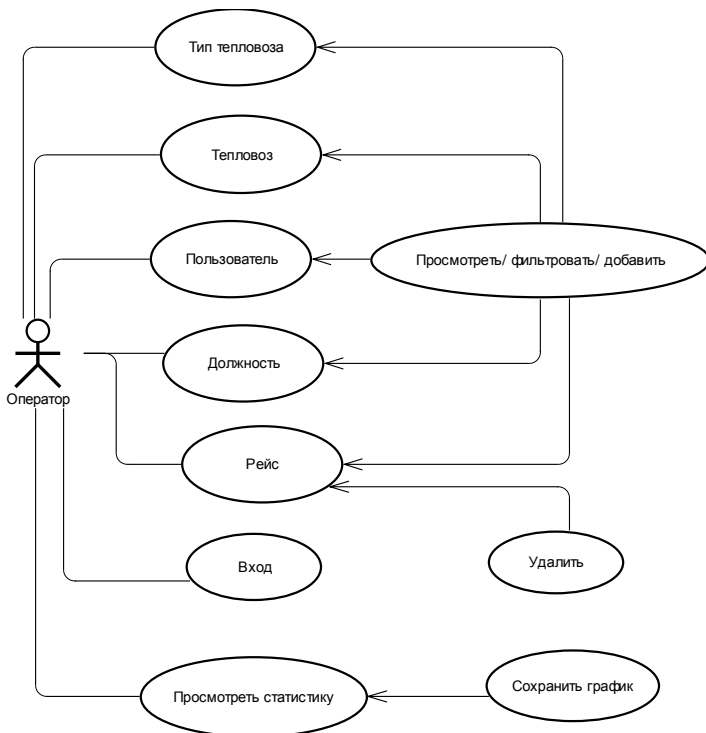 Тип тепловоза
Тепловоз
Пользователь
Просмотреть/ фильтровать/ добавить
Оператор
Должность
Рейс
Вход
Удалить
Просмотреть статистику
Сохранить график